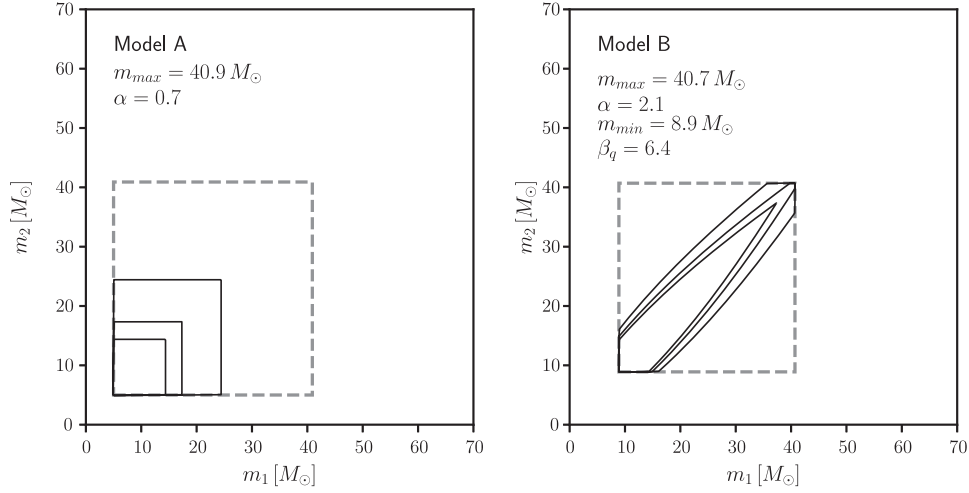 Model A
m_max = 40.9 M_⊙
α = 0.7
70
60
50
40
30
20
10
0
m_2 [M_⊙]
0 10 20 30 40 50 60 70
m_1 [M_⊙]
Model B
m_max = 40.7 M_⊙
α = 2.1
m_min = 8.9 M_⊙
β_q = 6.4
70
60
50
40
30
20
10
0
m_2 [M_⊙]
0 10 20 30 40 50 60 70
m_1 [M_⊙]